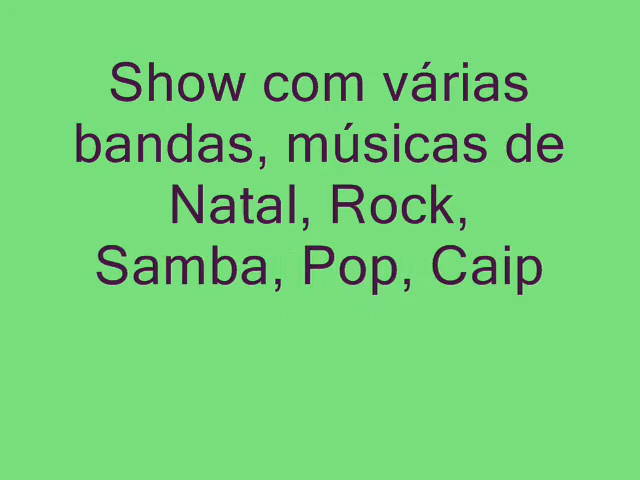 Show com várias
bandas, músicas de
Natal, Rock,
Samba, Pop, Caip